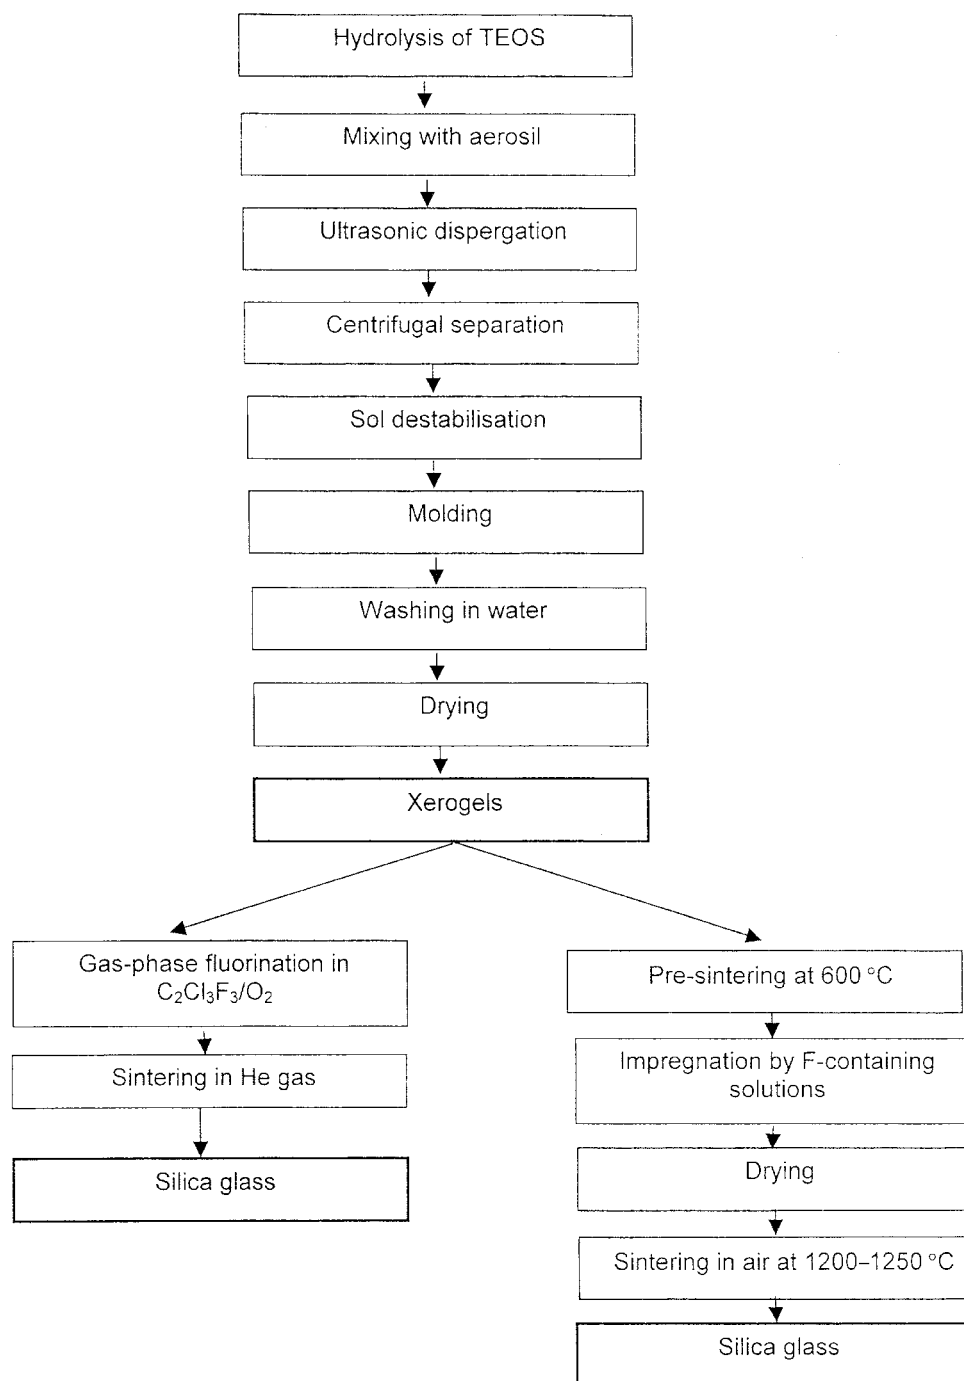 Hydrolysis of TEOS
Mixing with aerosil
Ultrasonic dispergation
Centrifugal separation
Sol destabilisation
Molding
Washing in water
Drying
Xerogels
Gas-phase fluorination in
C₂Cl₃F₃/O₂
Sintering in He gas
Silica glass
Pre-sintering at 600 °C
Impregnation by F-containing
solutions
Drying
Sintering in air at 1200–1250 °C
Silica glass